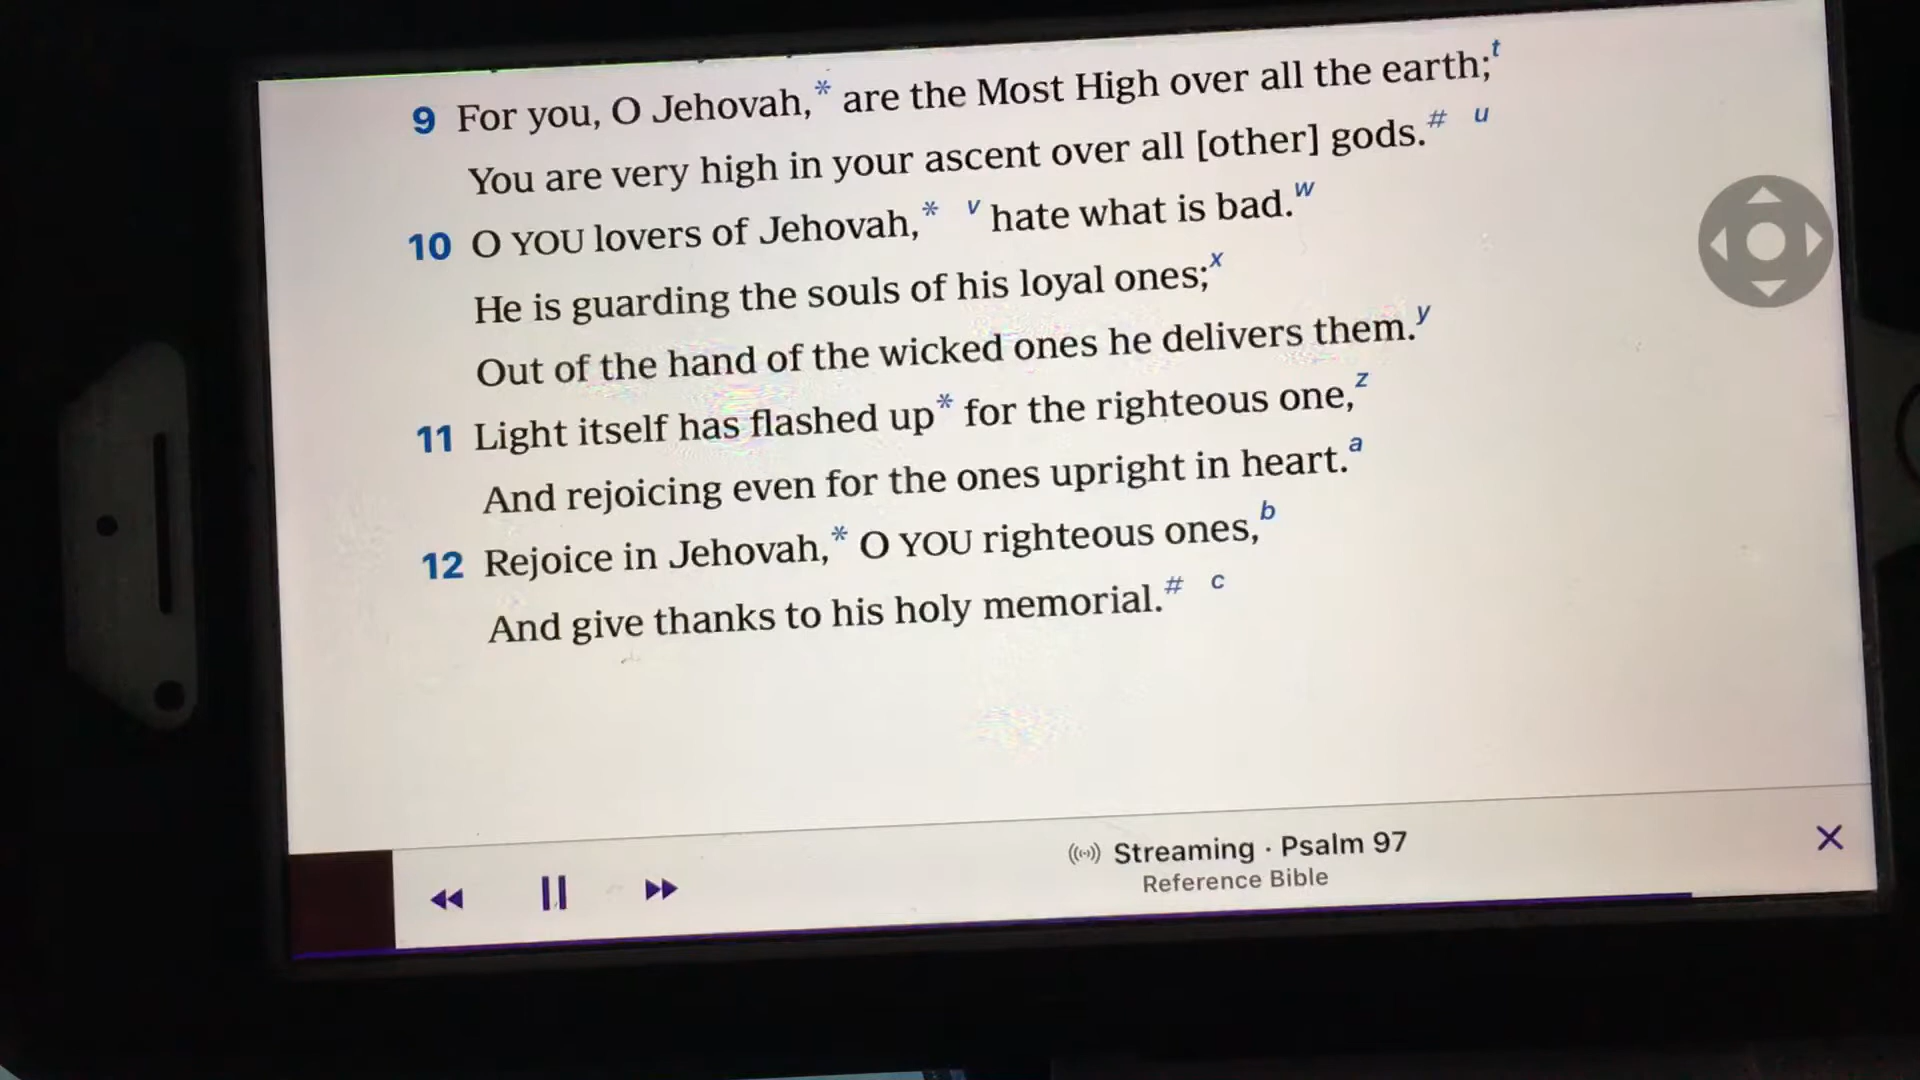 9 For you, O Jehovah,* are the Most High over all the earth;t
You are very high in your ascent over all [other] gods.# u
10 O YOU lovers of Jehovah,* v hate what is bad.w
He is guarding the souls of his loyal ones;x
Out of the hand of the wicked ones he delivers them.y
11 Light itself has flashed up* for the righteous one,z
And rejoicing even for the ones upright in heart.a
12 Rejoice in Jehovah,* O YOU righteous ones,b
And give thanks to his holy memorial.# c
Streaming · Psalm 97
Reference Bible